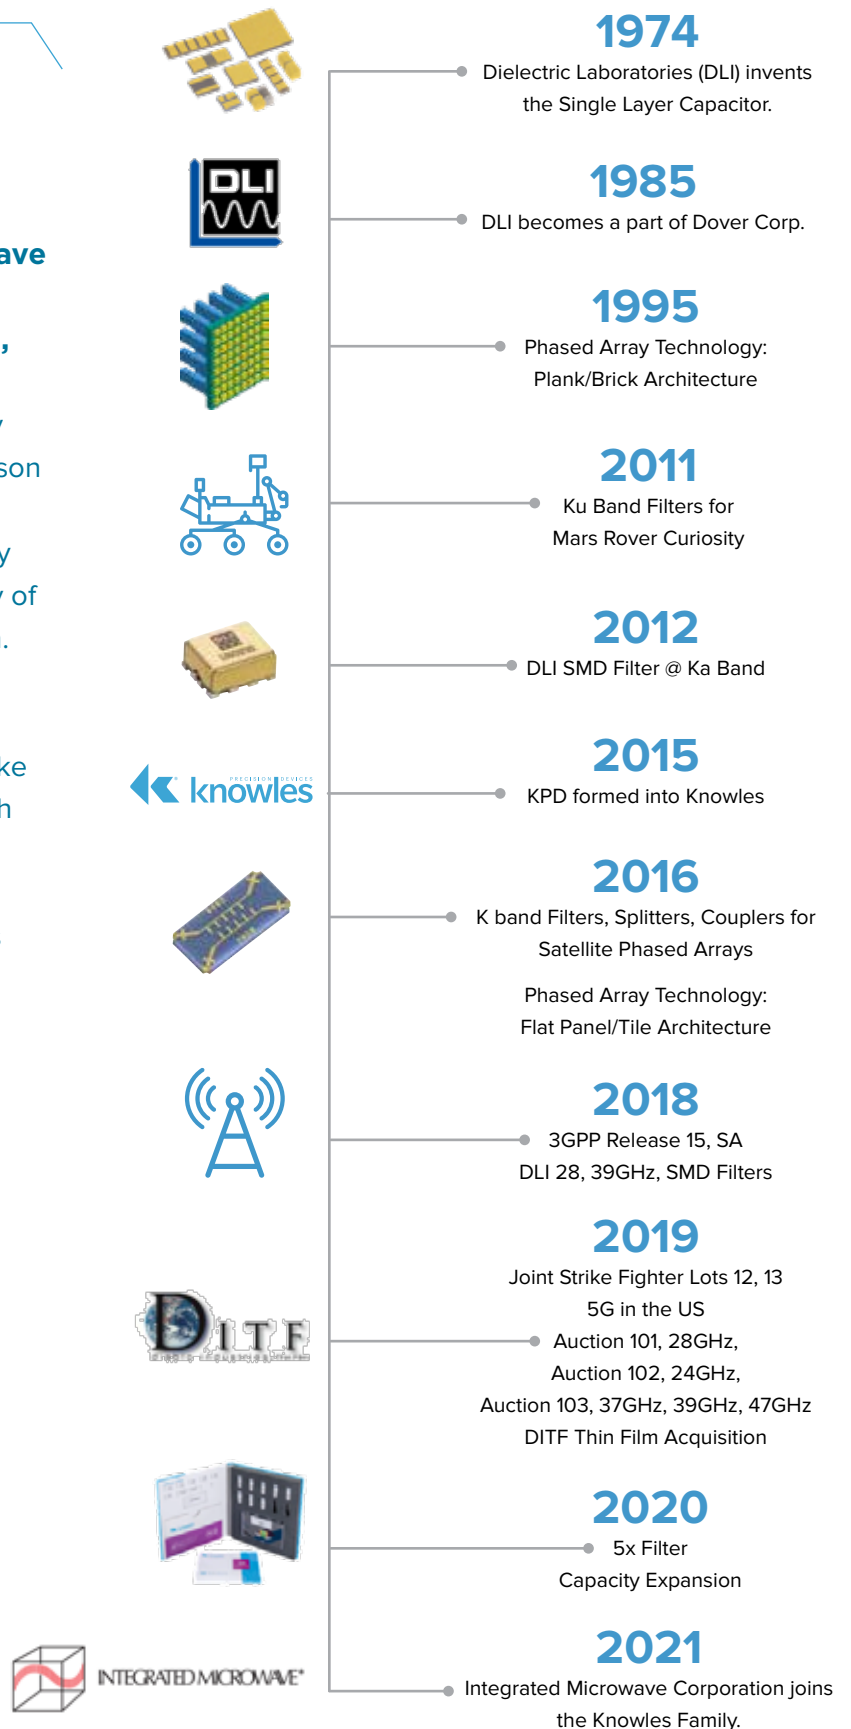 ave
,
y
son
y
y of
.
ke
h
1974
Dielectric Laboratories (DLI) invents
the Single Layer Capacitor.
DLI
1985
DLI becomes a part of Dover Corp.
1995
Phased Array Technology:
Plank/Brick Architecture
2011
Ku Band Filters for
Mars Rover Curiosity
2012
DLI SMD Filter @ Ka Band
PRECISION DEVICES
knowles
2015
KPD formed into Knowles
2016
K band Filters, Splitters, Couplers for
Satellite Phased Arrays
Phased Array Technology:
Flat Panel/Tile Architecture
2018
3GPP Release 15, SA
DLI 28, 39GHz, SMD Filters
2019
Joint Strike Fighter Lots 12, 13
5G in the US
Auction 101, 28GHz,
Auction 102, 24GHz,
Auction 103, 37GHz, 39GHz, 47GHz
DITF Thin Film Acquisition
DITF
2020
5x Filter
Capacity Expansion
INTEGRATED MICROWAVE
2021
Integrated Microwave Corporation joins
the Knowles Family.